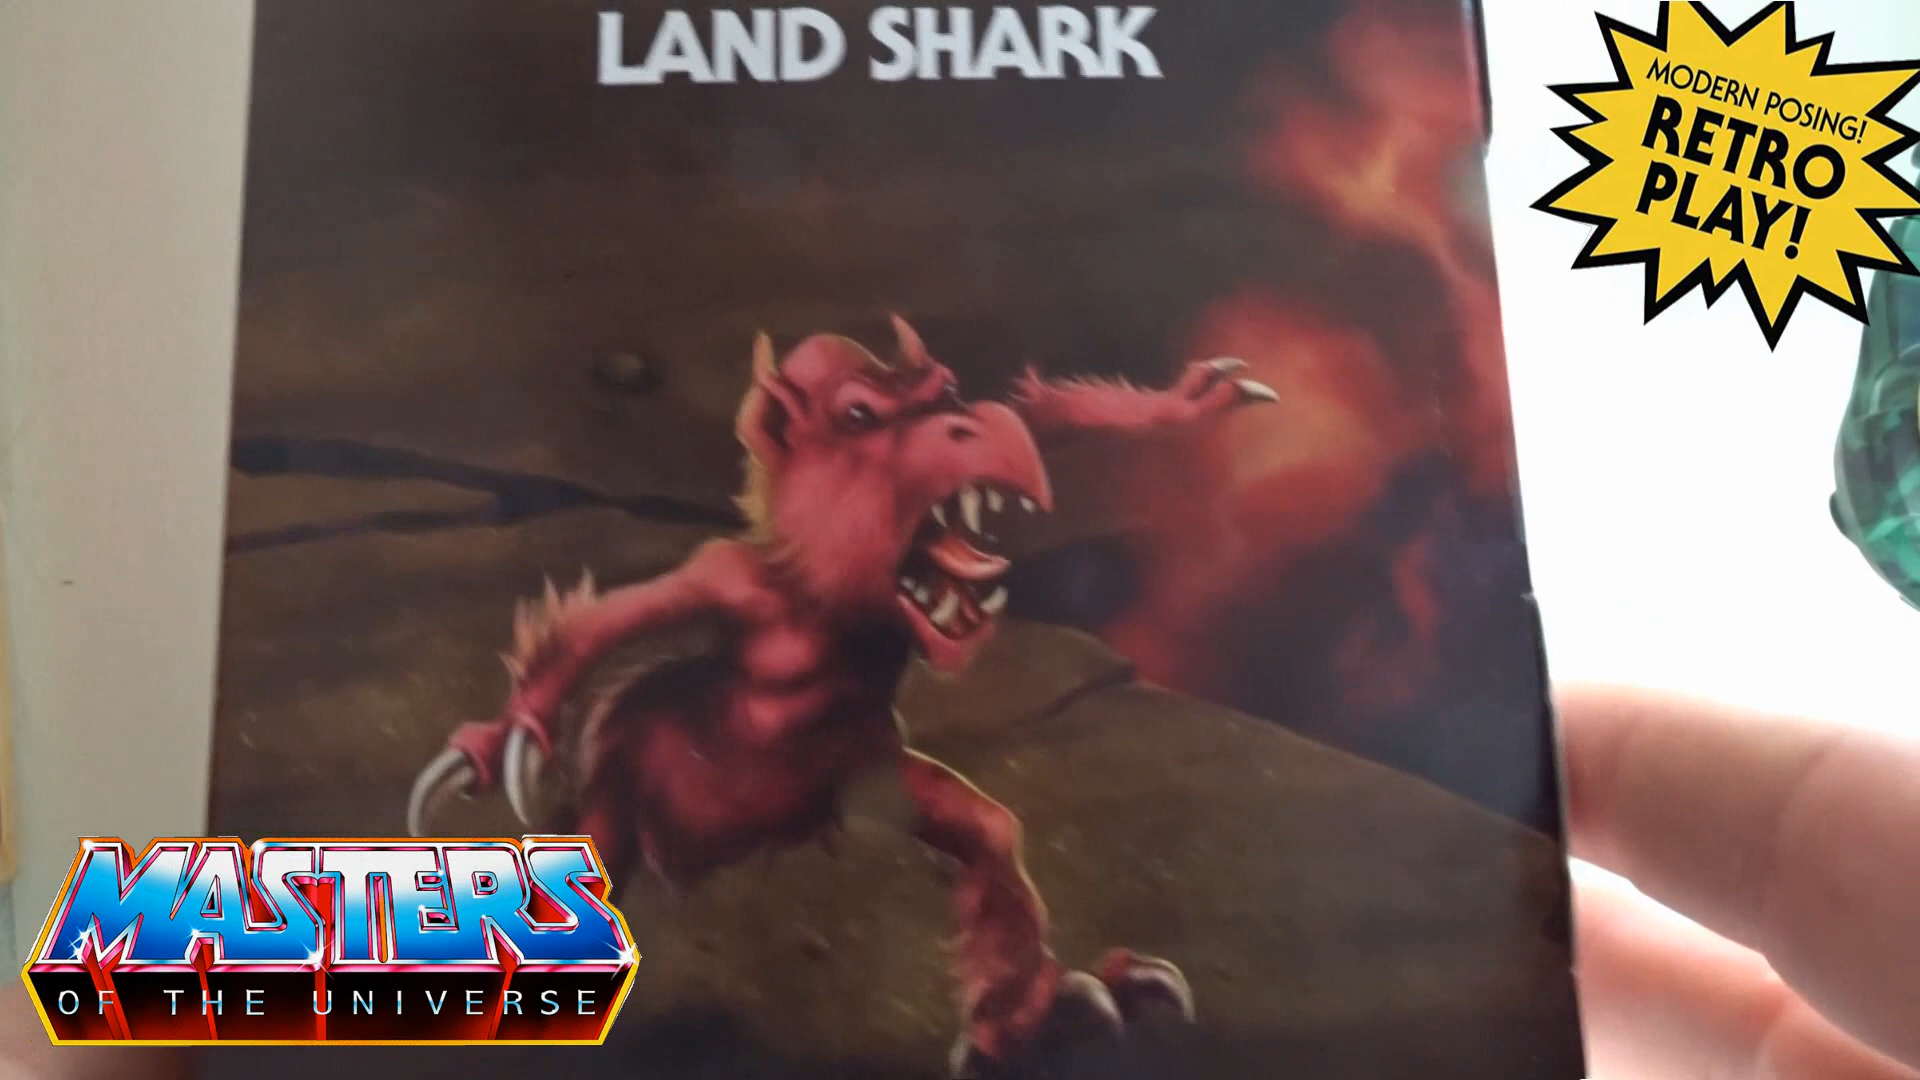 LAND SHARK
MODERN POSING!
RETRO
PLAY!
MASTERS
OF THE UNIVERSE